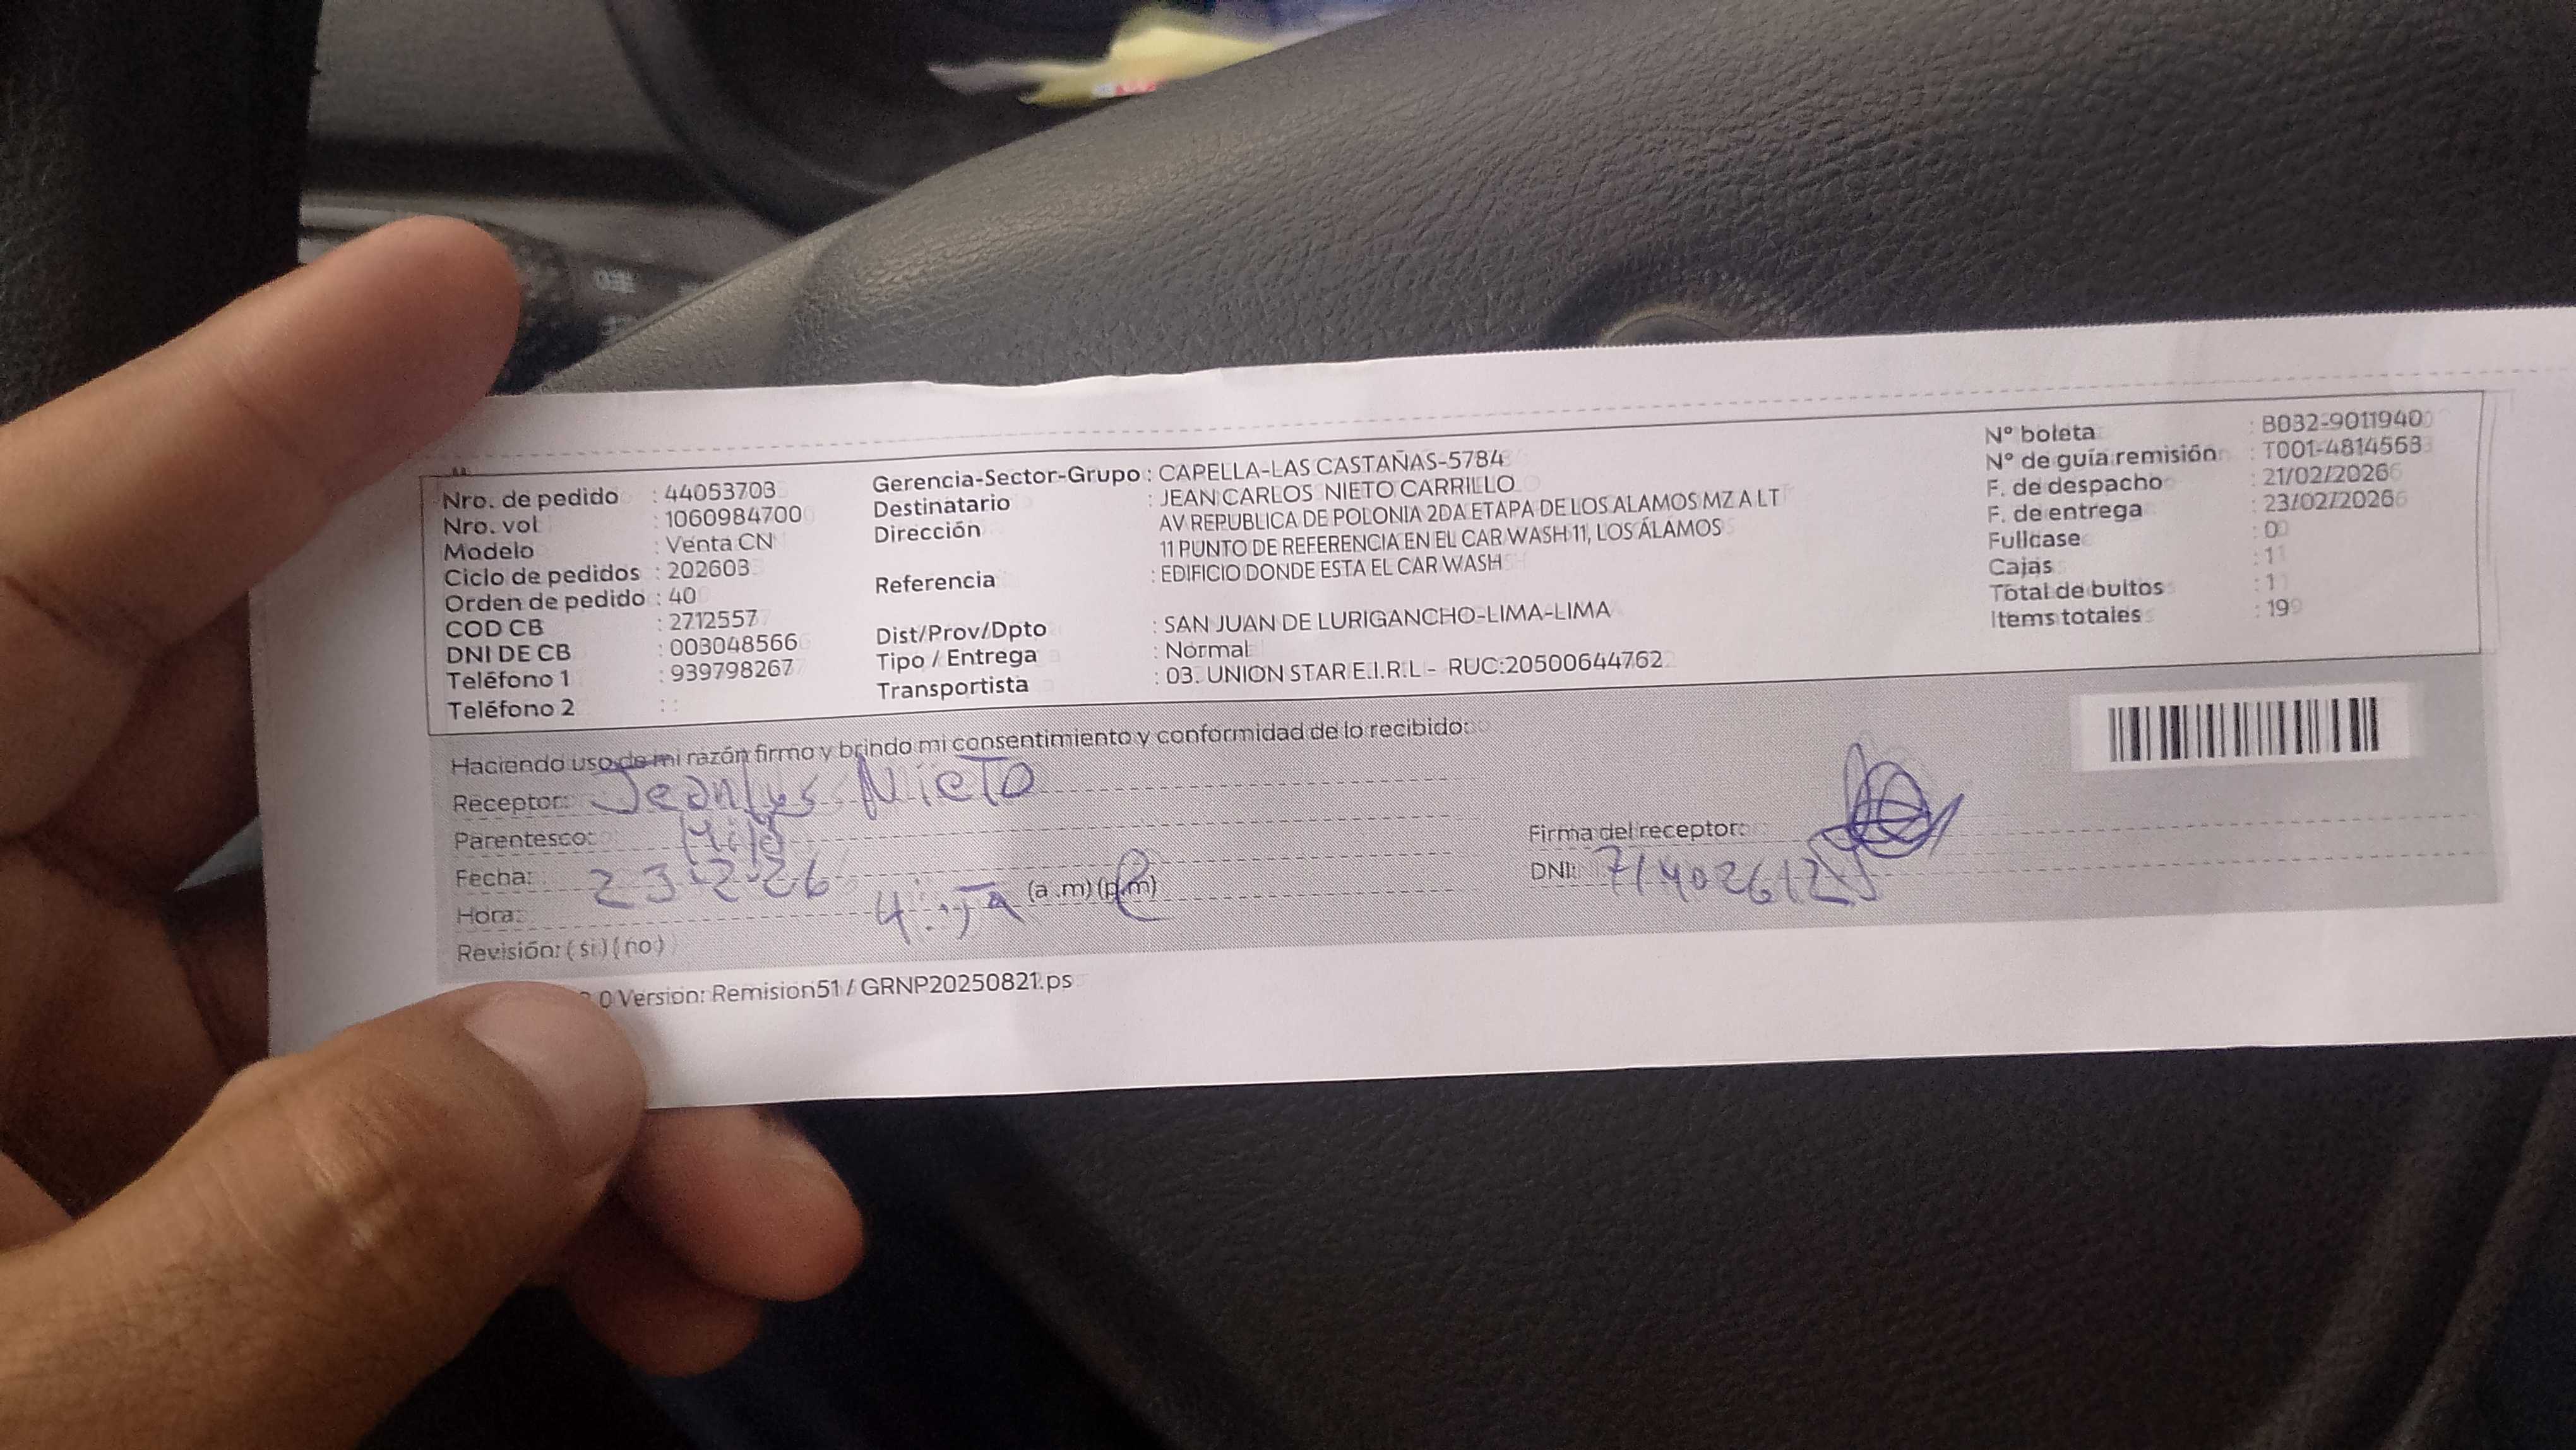 Nro. de pedido : 44053703
Nro. vol : 1060984700
Modelo : Venta CN
Ciclo de pedidos : 202603
Orden de pedido : 40
COD CB : 2712557
DNI DE CB : 003048566
Teléfono 1 : 939798267
Teléfono 2 ::
Gerencia-Sector-Grupo : CAPELLA-LAS CASTAÑAS-5784
Destinatario : JEAN CARLOS NIETO CARRILLO
Dirección AV REPUBLICA DE POLONIA 2DA ETAPA DE LOS ALAMOS MZ A LT
11 PUNTO DE REFERENCIA EN EL CAR WASH 11, LOS ÁLAMOS
Referencia : EDIFICIO DONDE ESTA EL CAR WASH
Dist/Prov/Dpto : SAN JUAN DE LURIGANCHO-LIMA-LIMA
Tipo / Entrega : Normal
Transportista : 03. UNION STAR E.I.R.L - RUC:20500644762
N° boleta : B032-9011940
N° de guía remisión : T001-4814563
F. de despacho : 21/02/2026
F. de entrega : 23/02/2026
Fullcase : 0
Cajas : 1
Total de bultos : 1
Items totales : 19
Haciendo uso de mi razón firmo y brindo mi consentimiento y conformidad de lo recibido:
Receptor: Nieto
Parentesco:
Fecha: 23-2-26
Hora: (a .m) (p.m)
Revisión: ( si ) ( no )
Firma del receptor:
DNI:
0 Version: Remision51 / GRNP20250821.ps